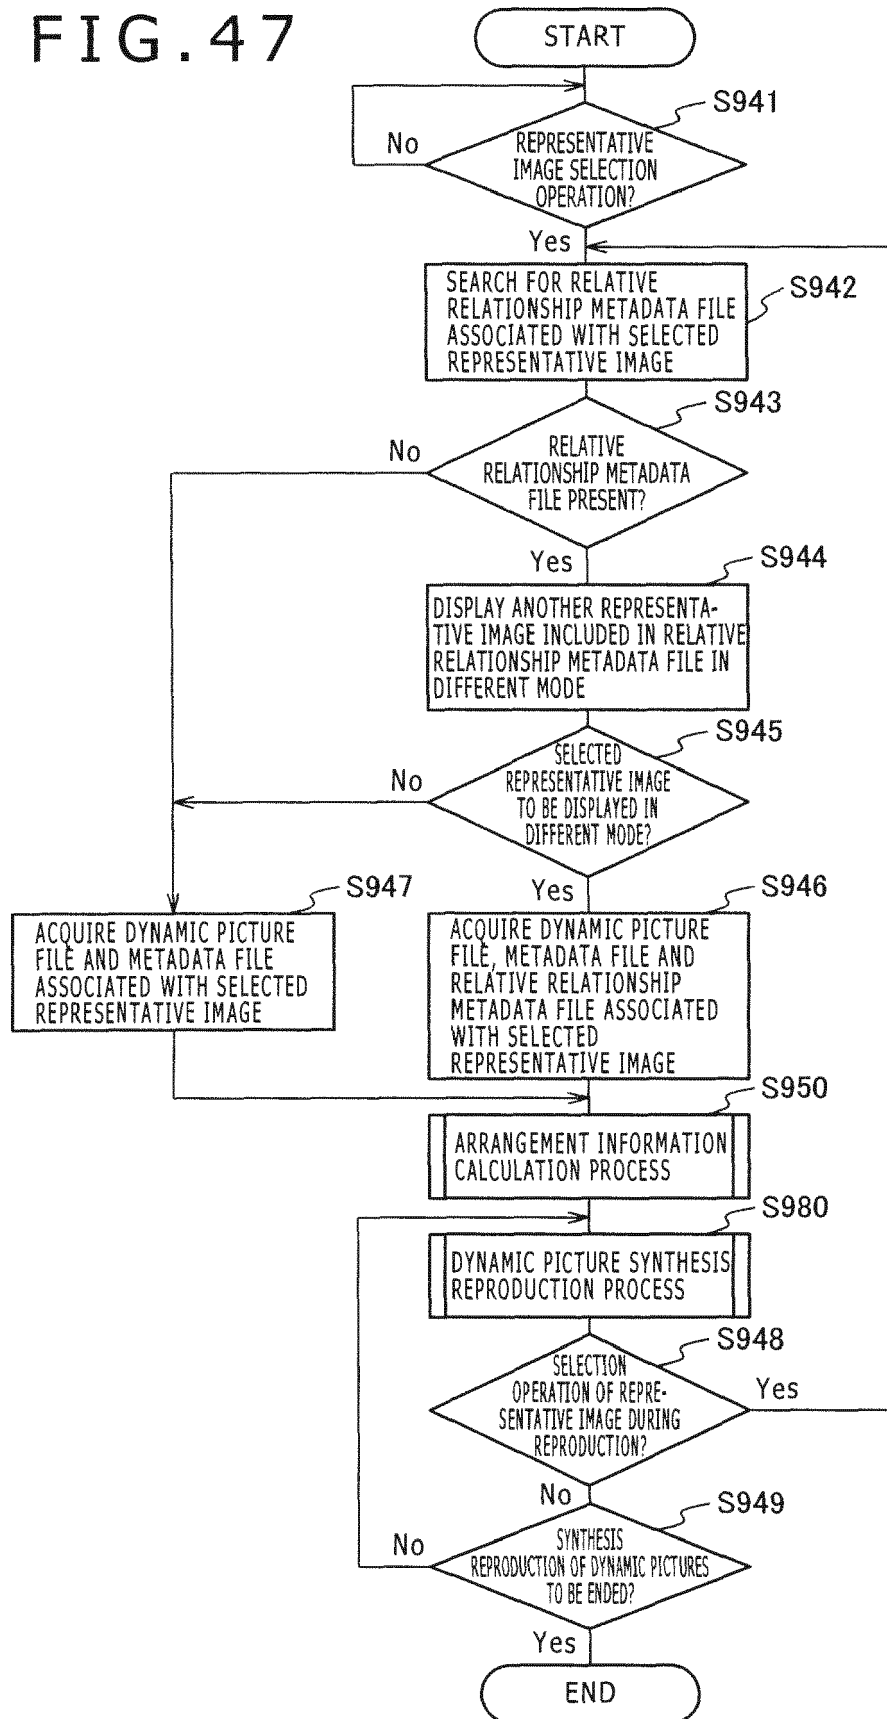 FIG.47
START
S941
No
REPRESENTATIVE
IMAGE SELECTION
OPERATION?
Yes
SEARCH FOR RELATIVE
RELATIONSHIP METADATA FILE
ASSOCIATED WITH SELECTED
REPRESENTATIVE IMAGE
S942
S943
No
RELATIVE
RELATIONSHIP METADATA
FILE PRESENT?
Yes
S944
DISPLAY ANOTHER REPRESENTA-
TIVE IMAGE INCLUDED IN RELATIVE
RELATIONSHIP METADATA FILE IN
DIFFERENT MODE
S945
No
SELECTED
REPRESENTATIVE IMAGE
TO BE DISPLAYED IN
DIFFERENT MODE?
Yes
S947
ACQUIRE DYNAMIC PICTURE
FILE AND METADATA FILE
ASSOCIATED WITH SELECTED
REPRESENTATIVE IMAGE
S946
ACQUIRE DYNAMIC PICTURE
FILE, METADATA FILE AND
RELATIVE RELATIONSHIP
METADATA FILE ASSOCIATED
WITH SELECTED
REPRESENTATIVE IMAGE
S950
ARRANGEMENT INFORMATION
CALCULATION PROCESS
S980
DYNAMIC PICTURE SYNTHESIS
REPRODUCTION PROCESS
S948
SELECTION
OPERATION OF REPRE-
SENTATIVE IMAGE DURING
REPRODUCTION?
Yes
No
S949
No
SYNTHESIS
REPRODUCTION OF DYNAMIC PICTURES
TO BE ENDED?
Yes
END